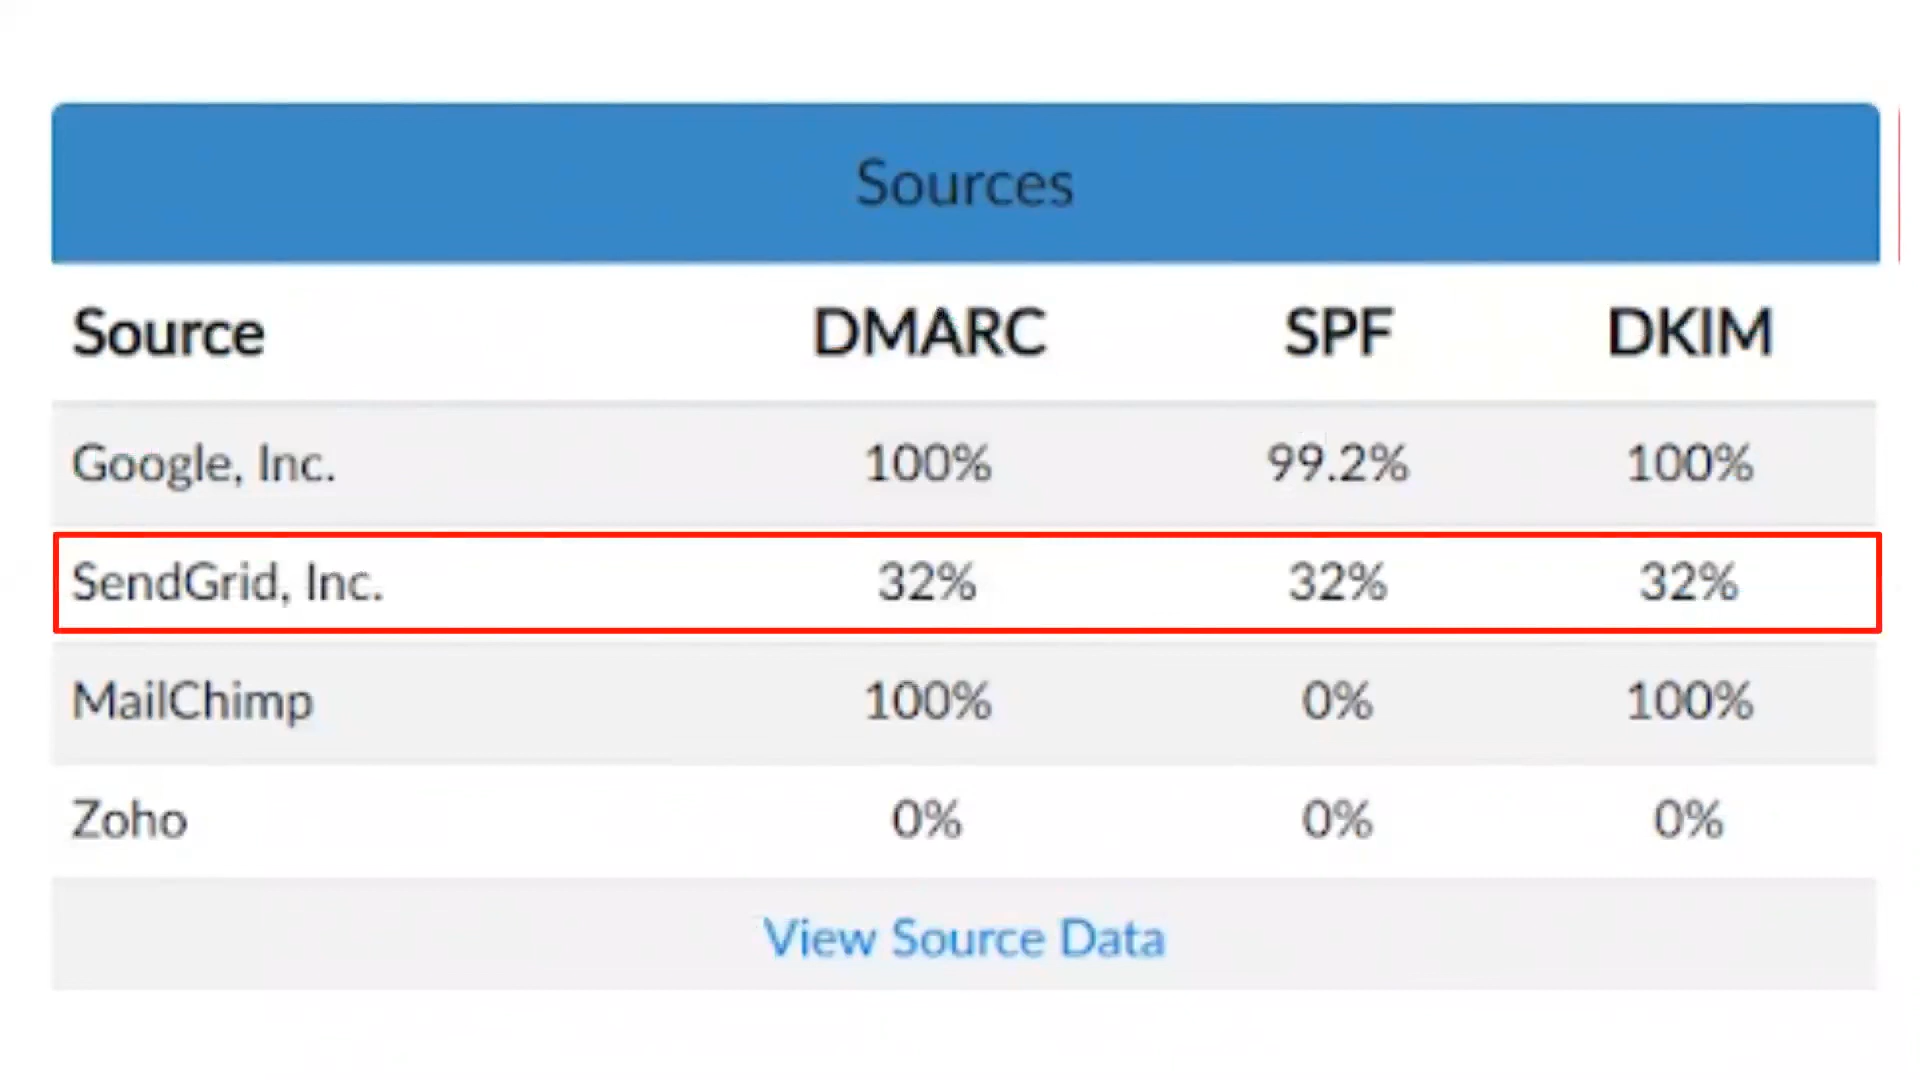 Sources
Source DMARC SPF DKIM
Google, Inc. 100% 99.2% 100%
SendGrid, Inc. 32% 32% 32%
MailChimp 100% 0% 100%
Zoho 0% 0% 0%
View Source Data